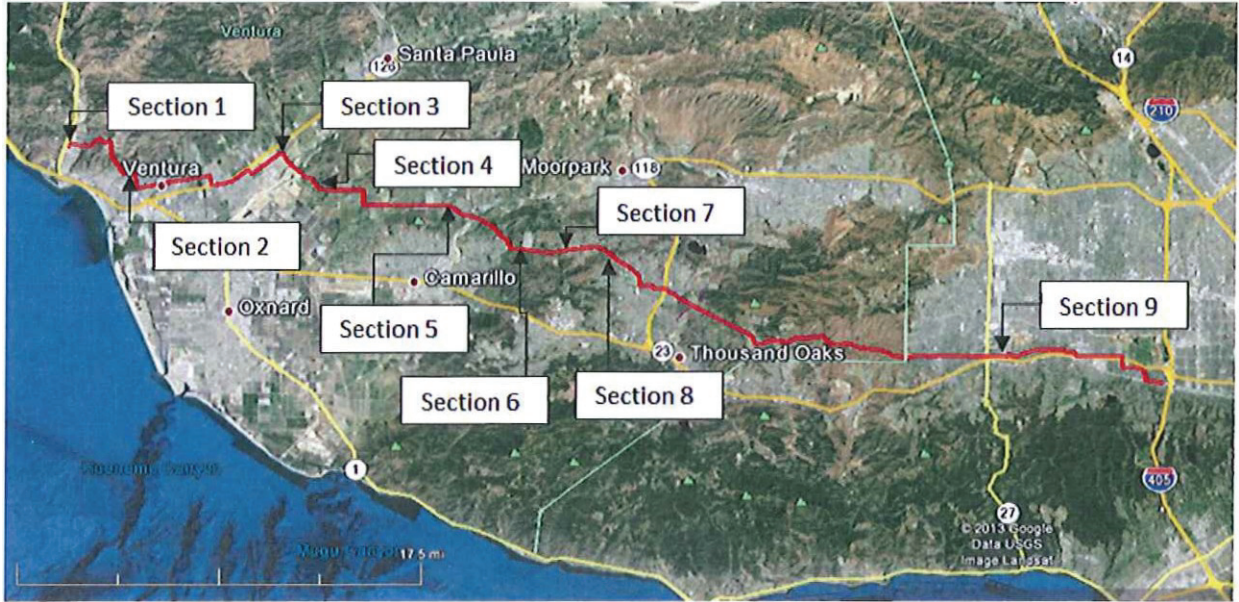 Ventura
Santa Paula
126
14
Section 1
Section 3
210
Section 4
Moorpark
118
Ventura
Section 7
Section 2
Camarillo
Oxnard
Section 5
Section 9
23
Thousand Oaks
Section 6
Section 8
1
405
27
© 2013 Google
Data USGS
Image Landsat
17.5 mi